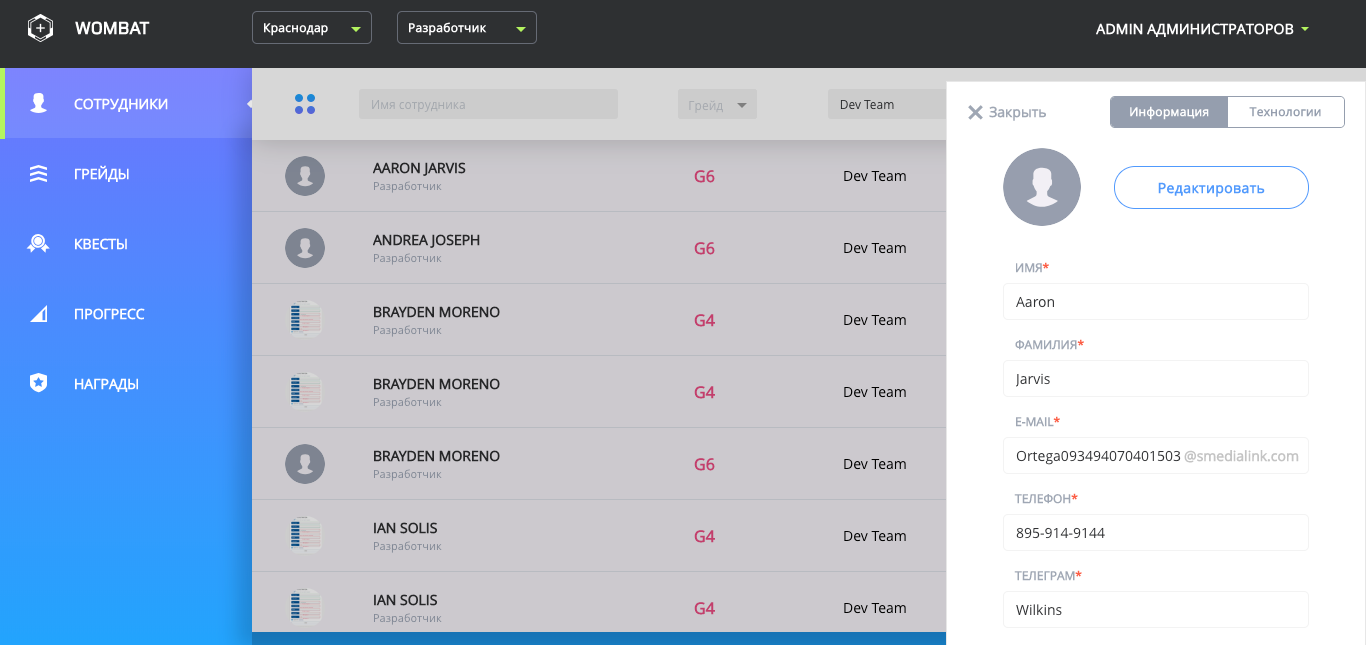 WOMBAT
Краснодар
Разработчик
ADMIN АДМИНИСТРАТОРОВ
СОТРУДНИКИ
ГРЕЙДЫ
КВЕСТЫ
ПРОГРЕСС
НАГРАДЫ
Имя сотрудника
Грейд
Dev Team
AARON JARVIS
Разработчик
G6
Dev Team
ANDREA JOSEPH
Разработчик
G6
Dev Team
BRAYDEN MORENO
Разработчик
G4
Dev Team
BRAYDEN MORENO
Разработчик
G4
Dev Team
BRAYDEN MORENO
Разработчик
G6
Dev Team
IAN SOLIS
Разработчик
G4
Dev Team
IAN SOLIS
Разработчик
G4
Dev Team
Закрыть
Информация
Технологии
Редактировать
ИМЯ*
Aaron
ФАМИЛИЯ*
Jarvis
E-MAIL*
Ortega093494070401503 @smedialink.com
ТЕЛЕФОН*
895-914-9144
ТЕЛЕГРАМ*
Wilkins